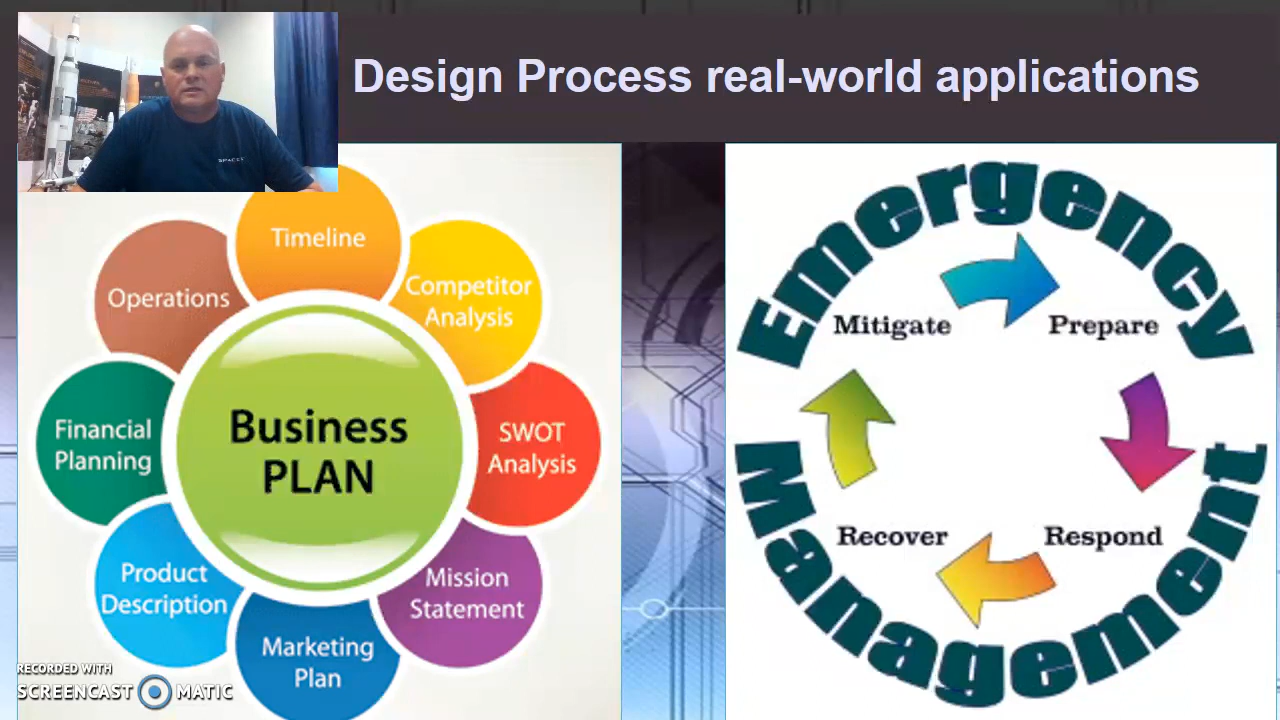 Design Process real-world applications
SPACEX
Timeline
Operations
Competitor
Analysis
Financial
Planning
Business
PLAN
SWOT
Analysis
Product
Description
Mission
Statement
Marketing
Plan
Emergency
Mitigate
Prepare
Recover
Respond
Management
RECORDED WITH
SCREENCAST MATIC